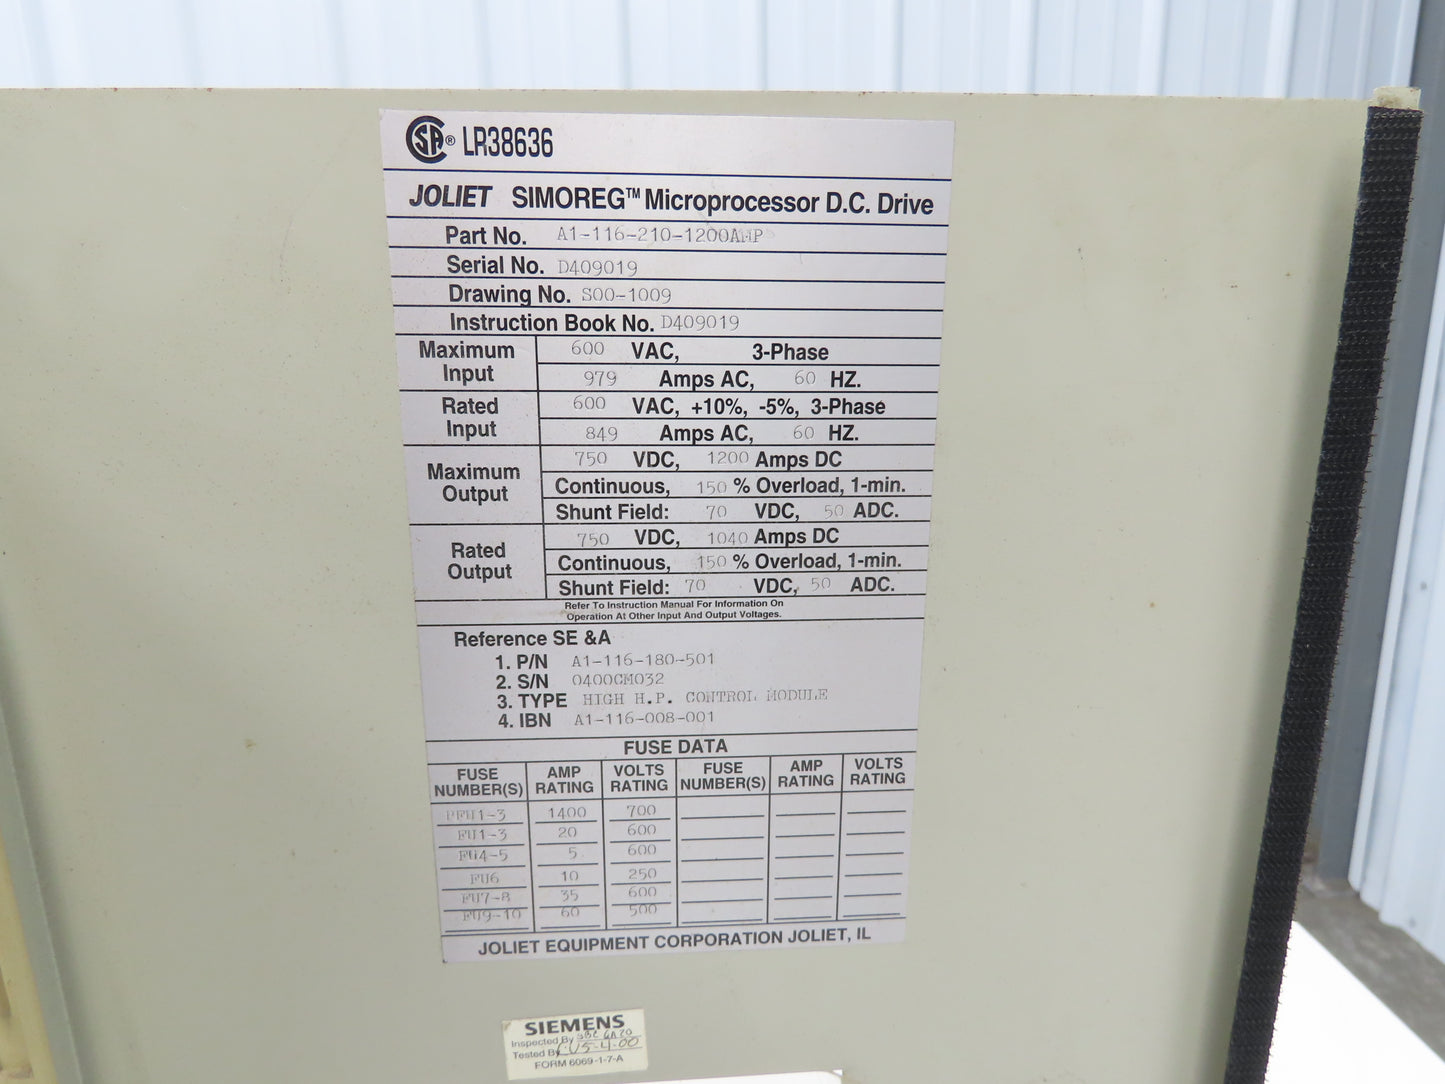 CSA® LR38636
JOLIET SIMOREG™ Microprocessor D.C. Drive
Part No. A1-116-210-1200AMP
Serial No. D409019
Drawing No. S00-1009
Instruction Book No. D409019
Maximum Input 600 VAC, 3-Phase
979 Amps AC, 60 HZ.
Rated Input 600 VAC, +10%, -5%, 3-Phase
849 Amps AC, 60 HZ.
Maximum Output 750 VDC, 1200 Amps DC
Continuous, 150 % Overload, 1-min.
Shunt Field: 70 VDC, 50 ADC.
Rated Output 750 VDC, 1040 Amps DC
Continuous, 150 % Overload, 1-min.
Shunt Field: 70 VDC, 50 ADC.
Refer To Instruction Manual For Information On
Operation At Other Input And Output Voltages.
Reference SE &A
1. P/N A1-116-180-501
2. S/N 0400CM032
3. TYPE HIGH H.P. CONTROL MODULE
4. IBN A1-116-008-001
FUSE DATA
FUSE NUMBER(S) AMP RATING VOLTS RATING FUSE NUMBER(S) AMP RATING VOLTS RATING
PFU1-3 1400 700
FU1-3 20 600
FU4-5 5 600
FU6 10 250
FU7-8 35 600
FU9-10 60 500
JOLIET EQUIPMENT CORPORATION JOLIET, IL
SIEMENS
Inspected By
Tested By 5-4-00
FORM 6069-1-7-A